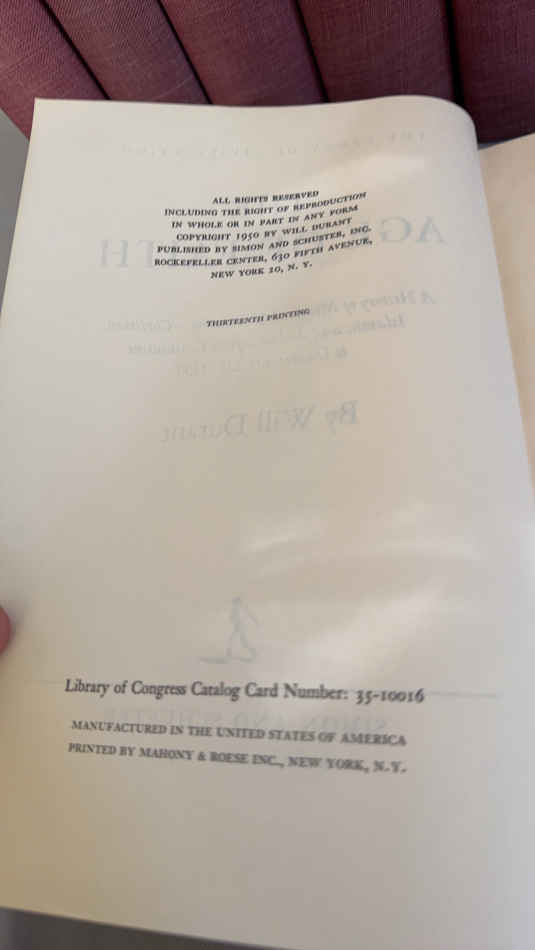 ALL RIGHTS RESERVED
INCLUDING THE RIGHT OF REPRODUCTION
IN WHOLE OR IN PART IN ANY FORM
COPYRIGHT 1950 BY WILL DURANT
PUBLISHED BY SIMON AND SCHUSTER, INC.
ROCKEFELLER CENTER, 630 FIFTH AVENUE,
NEW YORK 20, N. Y.
THIRTEENTH PRINTING
By Will Durant
Library of Congress Catalog Card Number: 35-10016
MANUFACTURED IN THE UNITED STATES OF AMERICA
PRINTED BY MAHONY & ROESE INC., NEW YORK, N.Y.